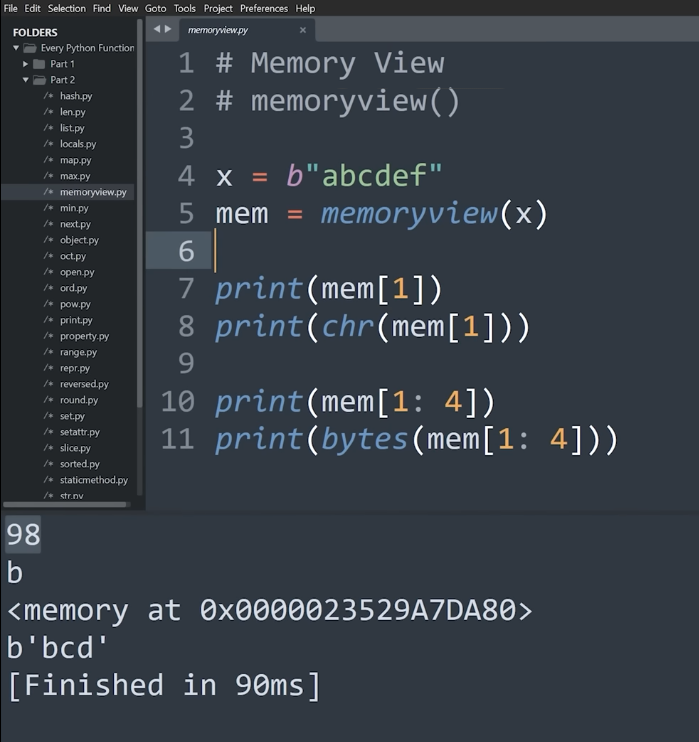 File Edit Selection Find View Goto Tools Project Preferences Help
FOLDERS
Every Python Function
Part 1
Part 2
/* hash.py
/* len.py
/* list.py
/* locals.py
/* map.py
/* max.py
/* memoryview.py
/* min.py
/* next.py
/* object.py
/* oct.py
/* open.py
/* ord.py
/* pow.py
/* print.py
/* property.py
/* range.py
/* repr.py
/* reversed.py
/* round.py
/* set.py
/* setattr.py
/* slice.py
/* sorted.py
/* staticmethod.py
/* str.py
memoryview.py ×
1 # Memory View
2 # memoryview()
3
4 x = b"abcdef"
5 mem = memoryview(x)
6
7 print(mem[1])
8 print(chr(mem[1]))
9
10 print(mem[1: 4])
11 print(bytes(mem[1: 4]))
98
b
<memory at 0x0000023529A7DA80>
b'bcd'
[Finished in 90ms]